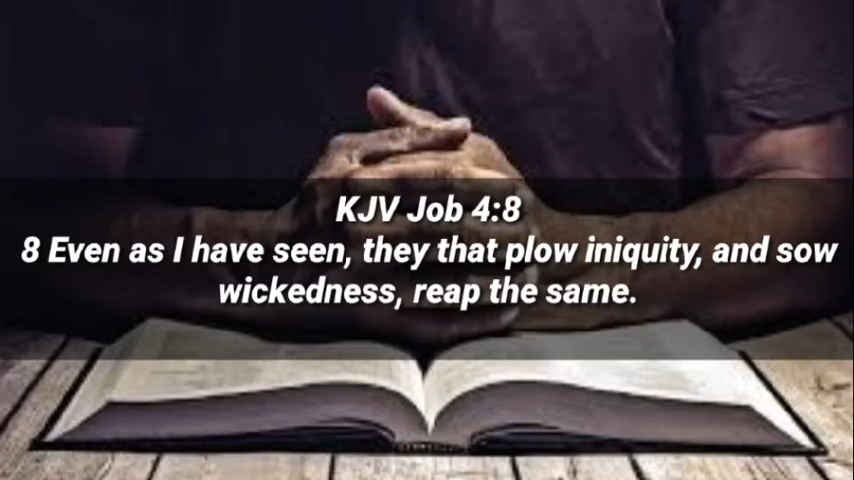 KJV Job 4:8
8 Even as I have seen, they that plow iniquity, and sow
wickedness, reap the same.